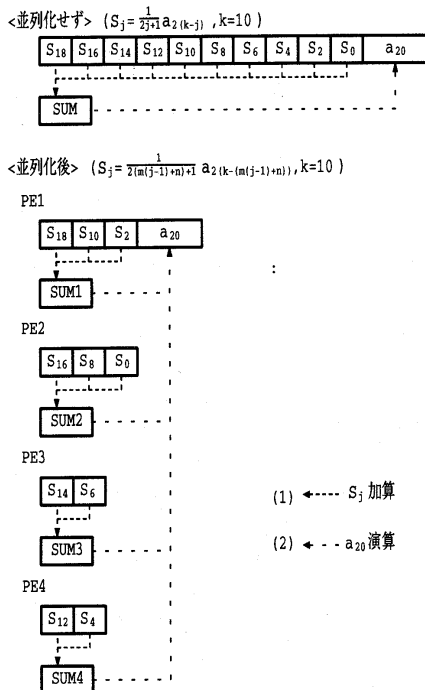 <並列化せず> (Sj= 1/2j+1 a2(k-j) ,k=10 )
S18 S16 S14 S12 S10 S8 S6 S4 S2 S0 a20
SUM
<並列化後> (Sj= 1/2(m(j-1)+n)+1 a2(k-(m(j-1)+n)),k=10 )
PE1
S18 S10 S2 a20
:
SUM1
PE2
S16 S8 S0
SUM2
PE3
S14 S6
(1) Sj 加算
SUM3
(2) a20演算
PE4
S12 S4
SUM4